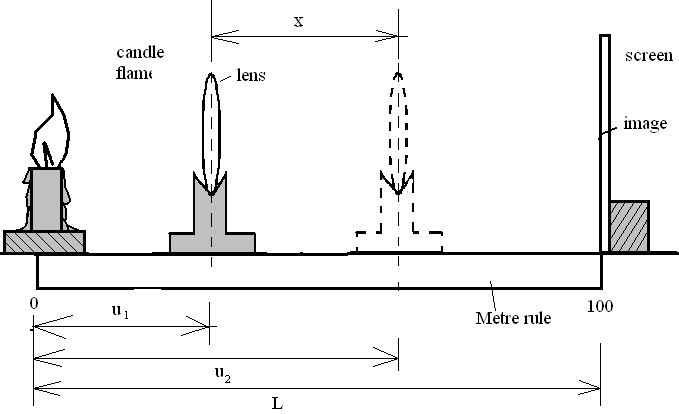 x
candle
flame
lens
screen
image
0
100
Metre rule
u1
u2
L